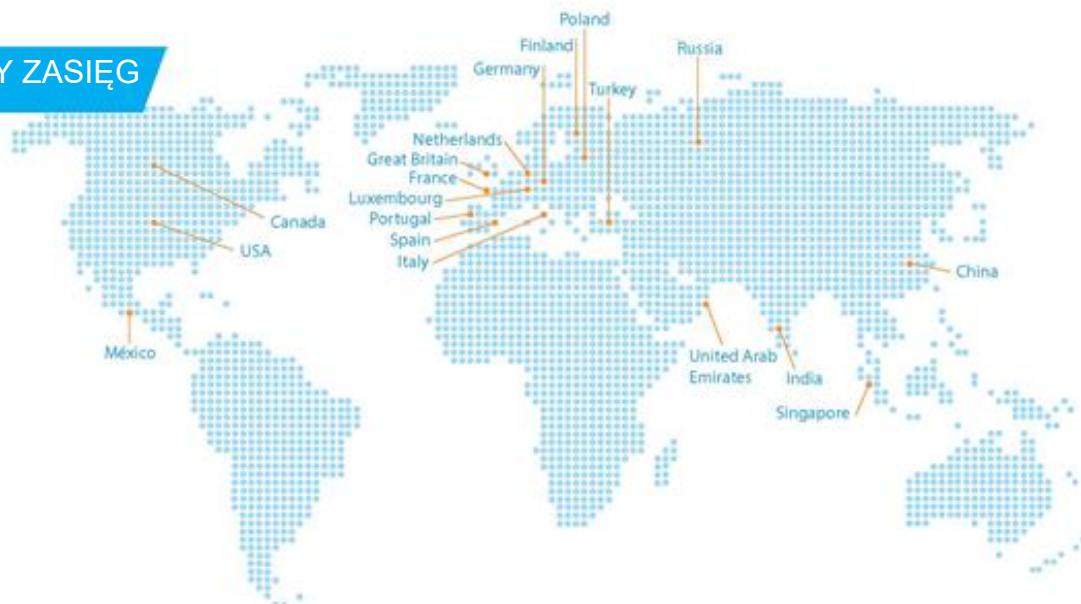 Y ZASIĘG
Poland
Finland
Russia
Germany
Turkey
Netherlands
Great Britain
France
Luxembourg
Portugal
Canada
Spain
USA
Italy
China
México
United Arab
Emirates
India
Singapore